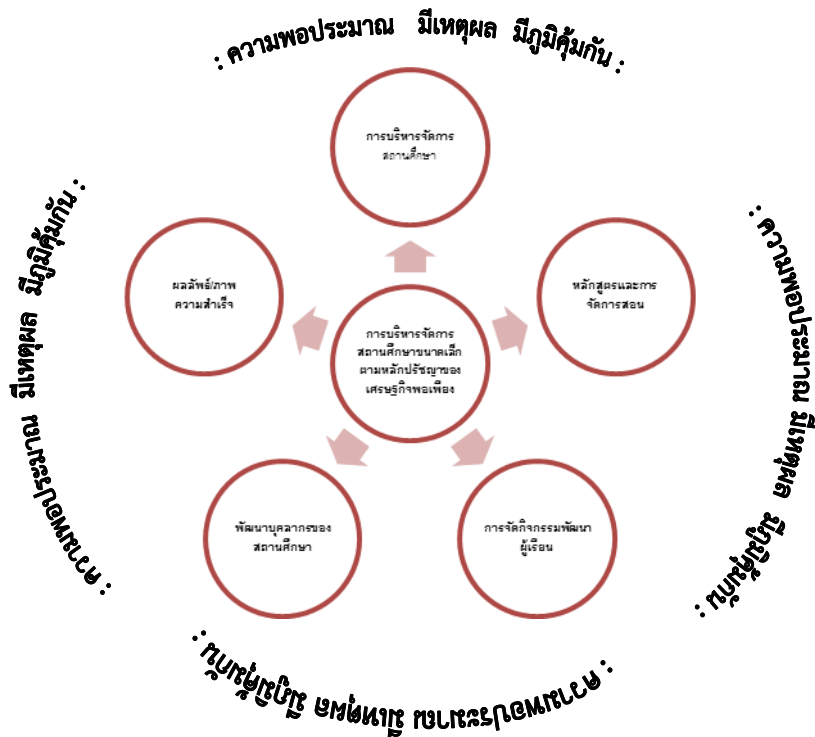 : ความพอประมาณ มีเหตุผล มีภูมิคุ้มกัน :
การบริหารจัดการ
สถานศึกษา
: ความพอประมาณ มีเหตุผล มีภูมิคุ้มกัน :
หลักสูตรและการ
จัดการสอน
ผลลัพธ์/ภาพ
ความสำเร็จ
: ความพอประมาณ มีเหตุผล มีภูมิคุ้มกัน :
การบริหารจัดการ
สถานศึกษาขนาดเล็ก
ตามหลักปรัชญาของ
เศรษฐกิจพอเพียง
พัฒนาบุคลากรของ
สถานศึกษา
การจัดกิจกรรมพัฒนา
ผู้เรียน
: ความพอประมาณ มีเหตุผล มีภูมิคุ้มกัน :